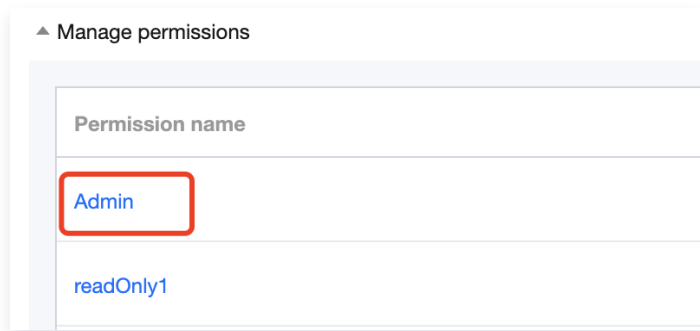 Manage permissions
Permission name
Admin
readOnly1